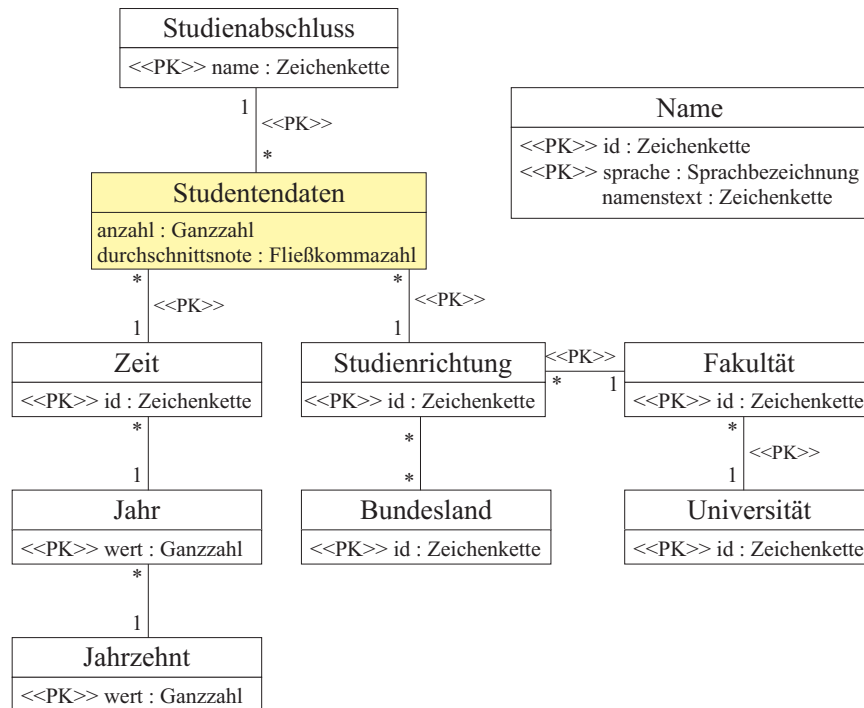 Studienabschluss
<<PK>> name : Zeichenkette
1
<<PK>>
*
Name
<<PK>> id : Zeichenkette
<<PK>> sprache : Sprachbezeichnung
namenstext : Zeichenkette
Studentendaten
anzahl : Ganzzahl
durchschnittsnote : Fließkommazahl
*
<<PK>>
1
*
<<PK>>
1
Zeit
<<PK>> id : Zeichenkette
Studienrichtung
<<PK>> id : Zeichenkette
<<PK>>
*
1
Fakultät
<<PK>> id : Zeichenkette
*
1
*
*
*
<<PK>>
1
Jahr
<<PK>> wert : Ganzzahl
Bundesland
<<PK>> id : Zeichenkette
Universität
<<PK>> id : Zeichenkette
*
1
Jahrzehnt
<<PK>> wert : Ganzzahl